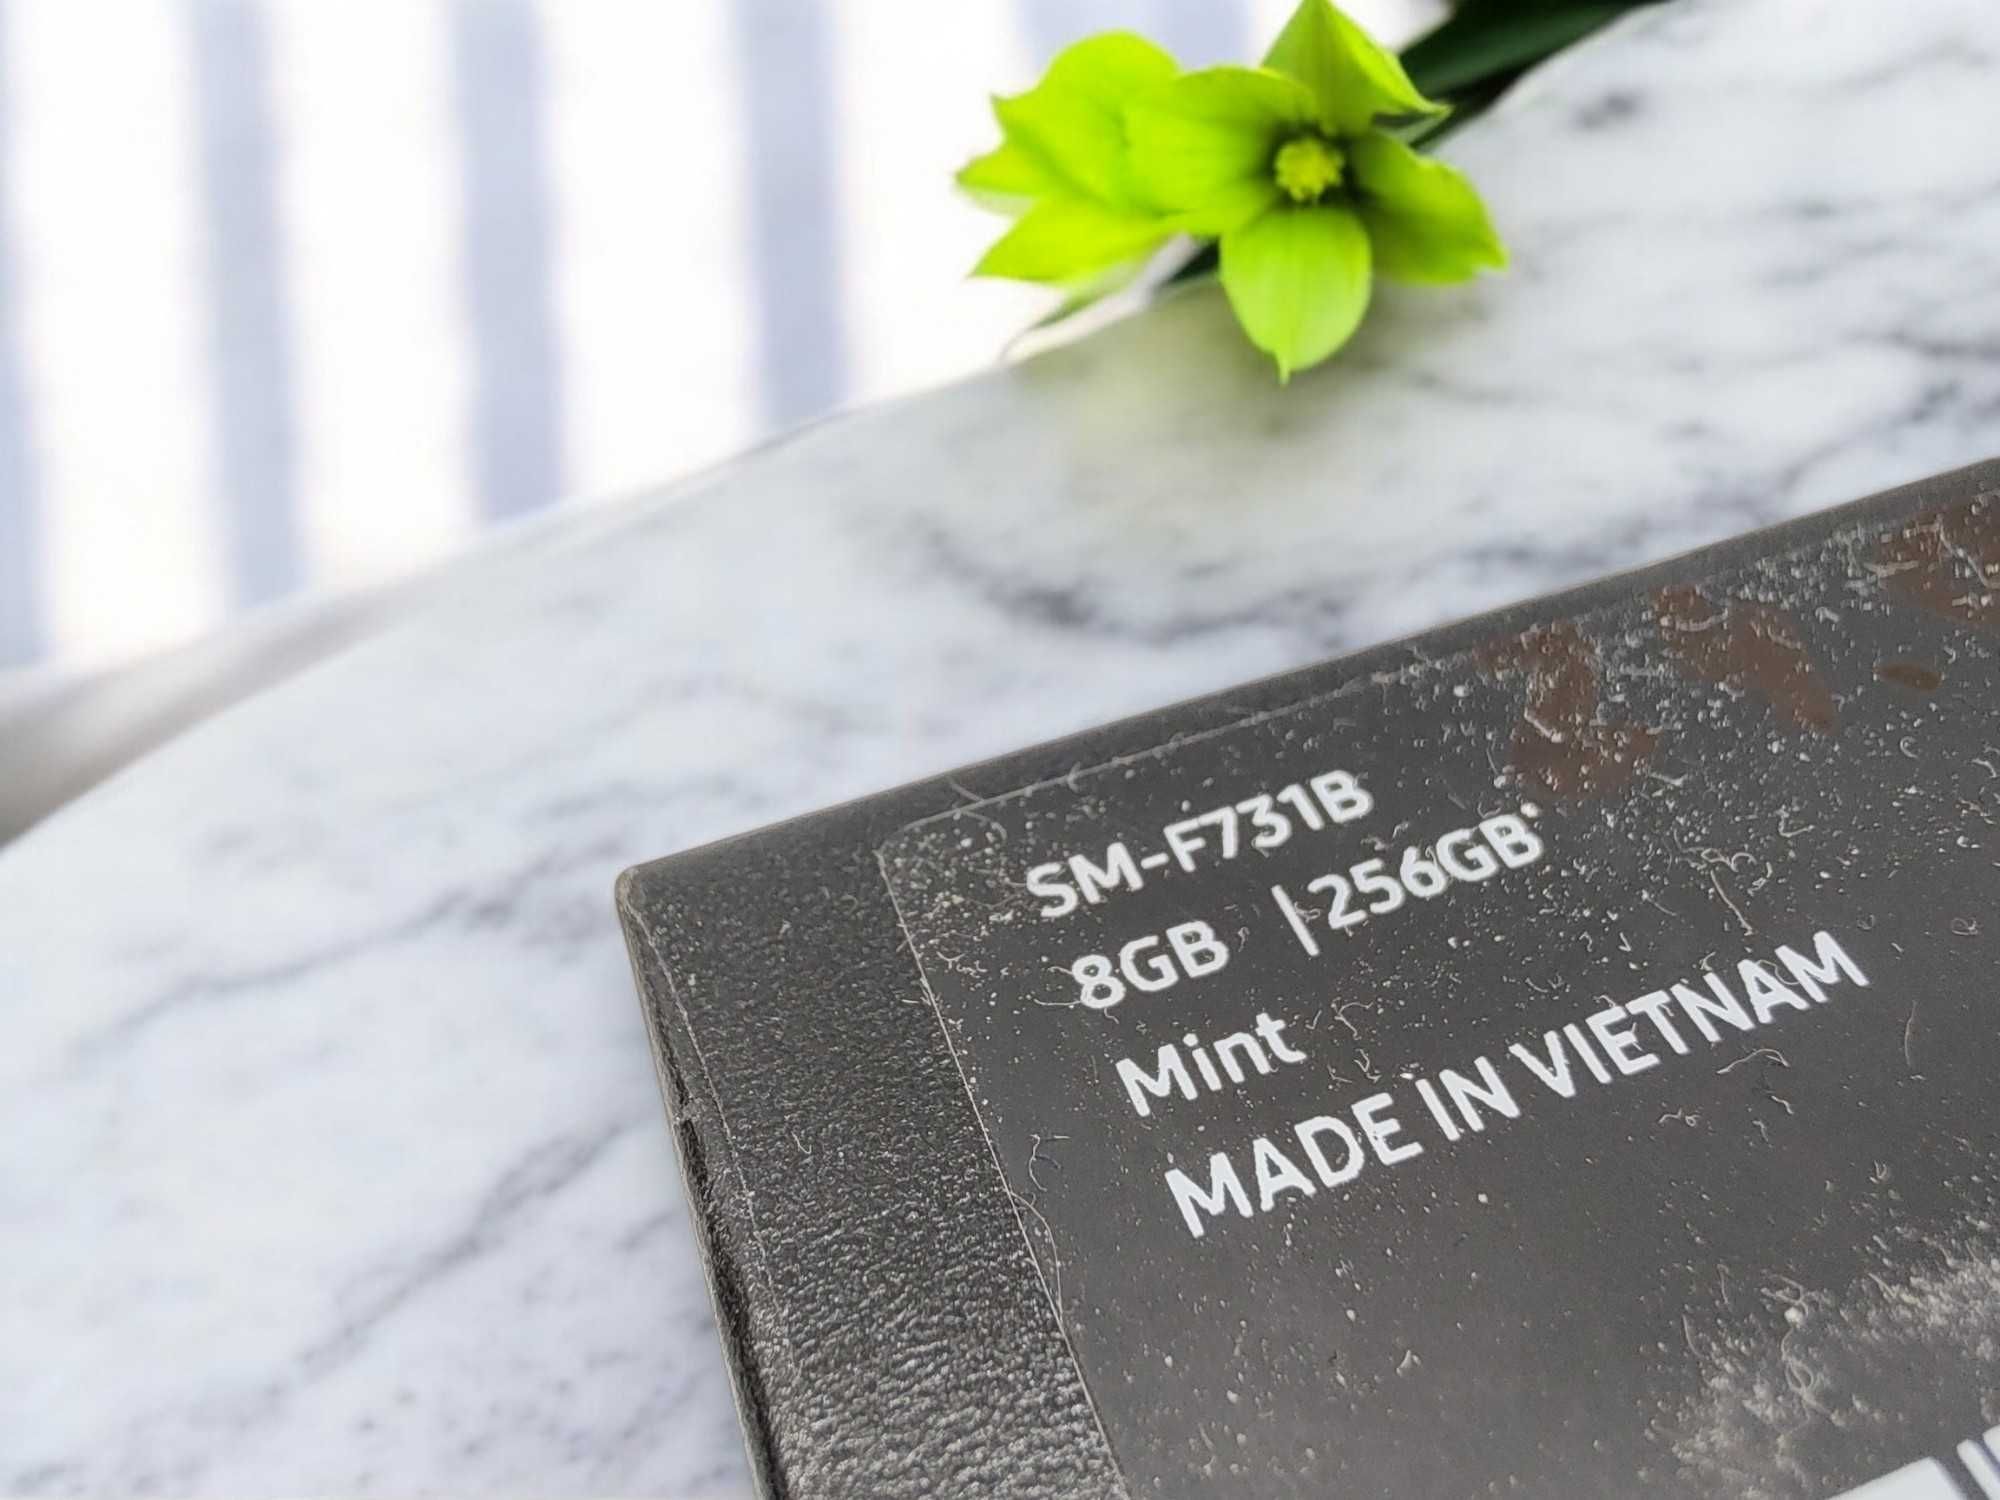 SM-F731B
8GB | 256GB*
Mint
MADE IN VIETNAM